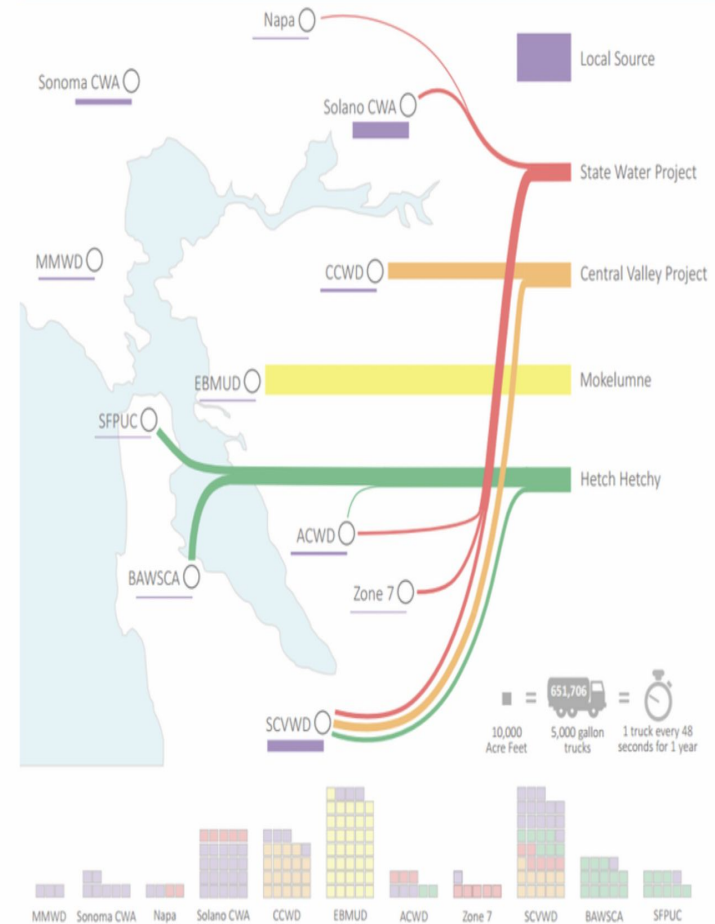 Napa
Local Source
Sonoma CWA
Solano CWA
State Water Project
MMWD
CCWD
Central Valley Project
EBMUD
Mokelumne
SFPUC
Hetch Hetchy
ACWD
BAWSCA
Zone 7
SCVWD
=
651,706
=
10,000
Acre Feet
5,000 gallon
trucks
1 truck every 48
seconds for 1 year
MMWD
Sonoma CWA
Napa
Solano CWA
CCWD
EBMUD
ACWD
Zone 7
SCVWD
BAWSCA
SFPUC